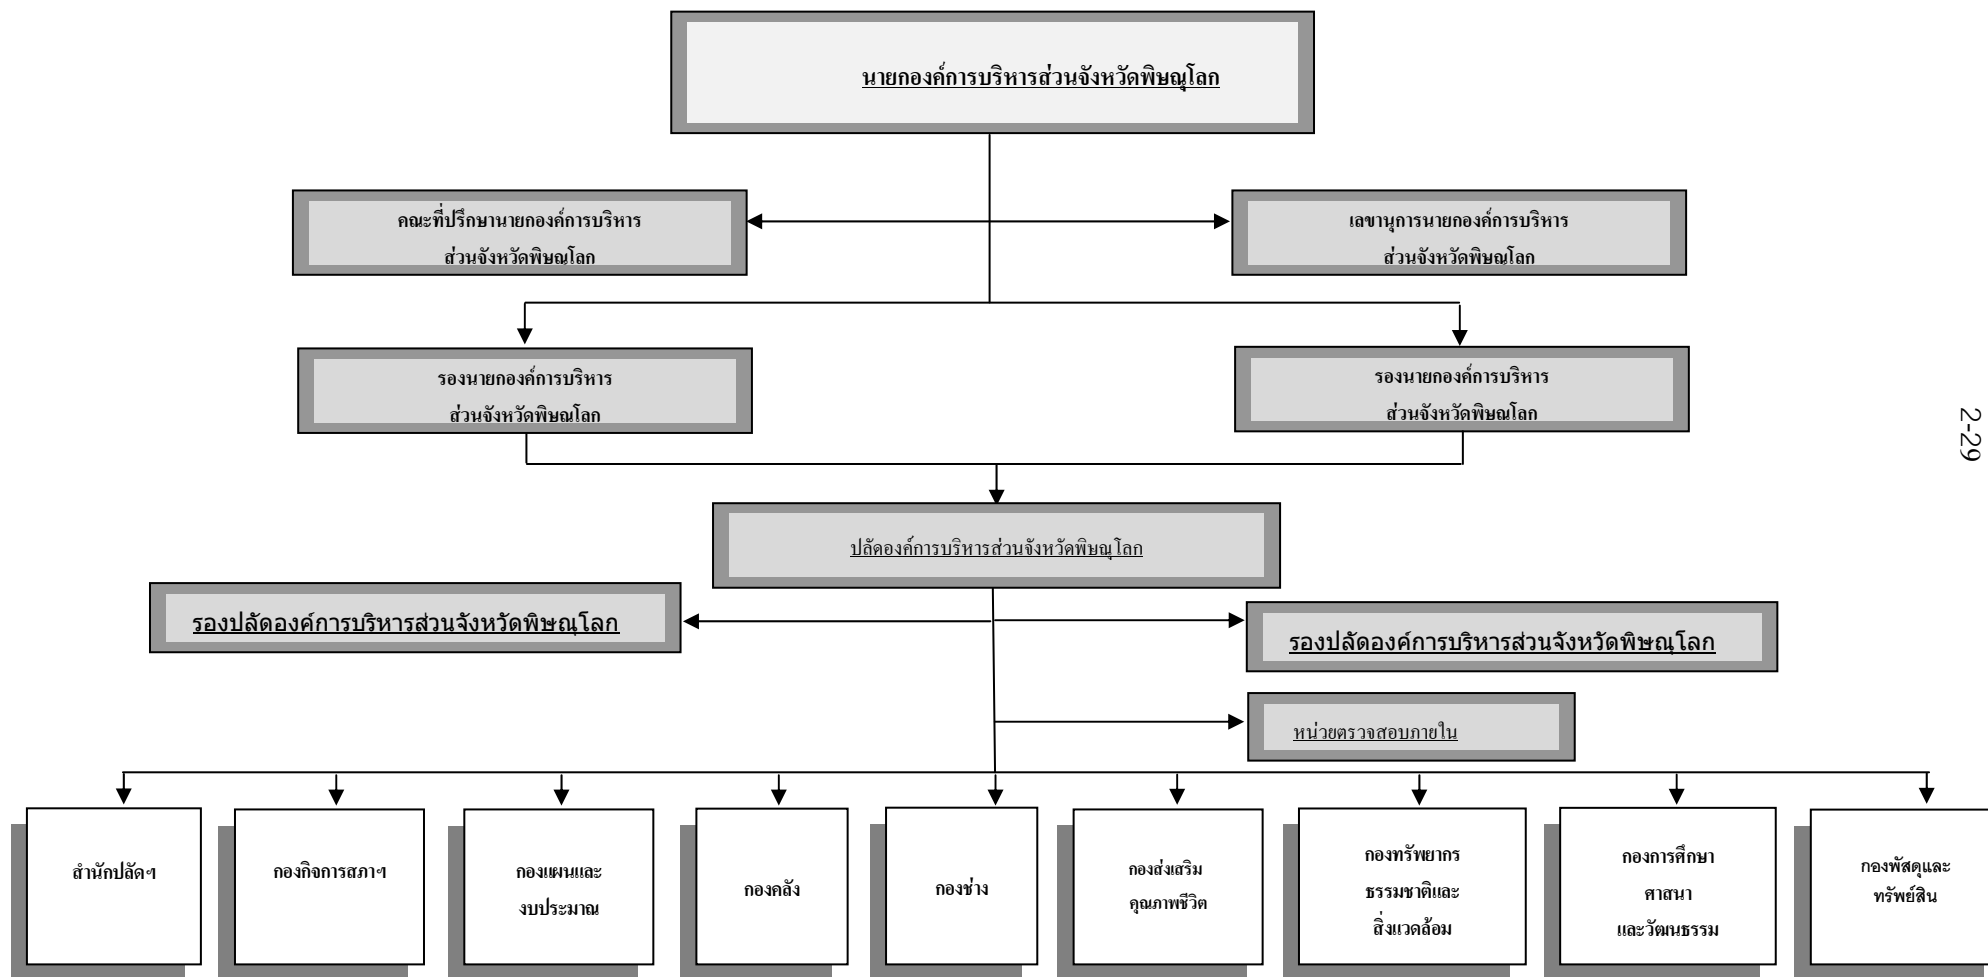 นายกองค์การบริหารส่วนจังหวัดพิษณุโลก
คณะที่ปรึกษานายกองค์การบริหาร
ส่วนจังหวัดพิษณุโลก
เลขานุการนายกองค์การบริหาร
ส่วนจังหวัดพิษณุโลก
รองนายกองค์การบริหาร
ส่วนจังหวัดพิษณุโลก
รองนายกองค์การบริหาร
ส่วนจังหวัดพิษณุโลก
2-29
ปลัดองค์การบริหารส่วนจังหวัดพิษณุโลก
รองปลัดองค์การบริหารส่วนจังหวัดพิษณุโลก
รองปลัดองค์การบริหารส่วนจังหวัดพิษณุโลก
หน่วยตรวจสอบภายใน
สำนักปลัดฯ
กองกิจการสภาฯ
กองแผนและ
งบประมาณ
กองคลัง
กองช่าง
กองส่งเสริม
คุณภาพชีวิต
กองทรัพยากร
ธรรมชาติและ
สิ่งแวดล้อม
กองการศึกษา
ศาสนา
และวัฒนธรรม
กองพัสดุและ
ทรัพย์สิน